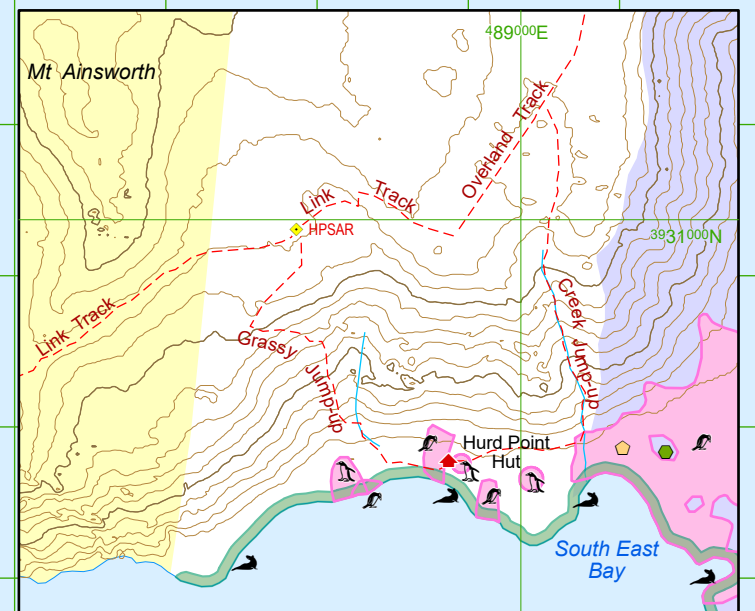 489000E
Mt Ainsworth
Overland Track
Link Track
HPSAR
3931000N
Link Track
Creek Jump-up
Grassy Jump-up
Hurd Point
Hut
South East
Bay